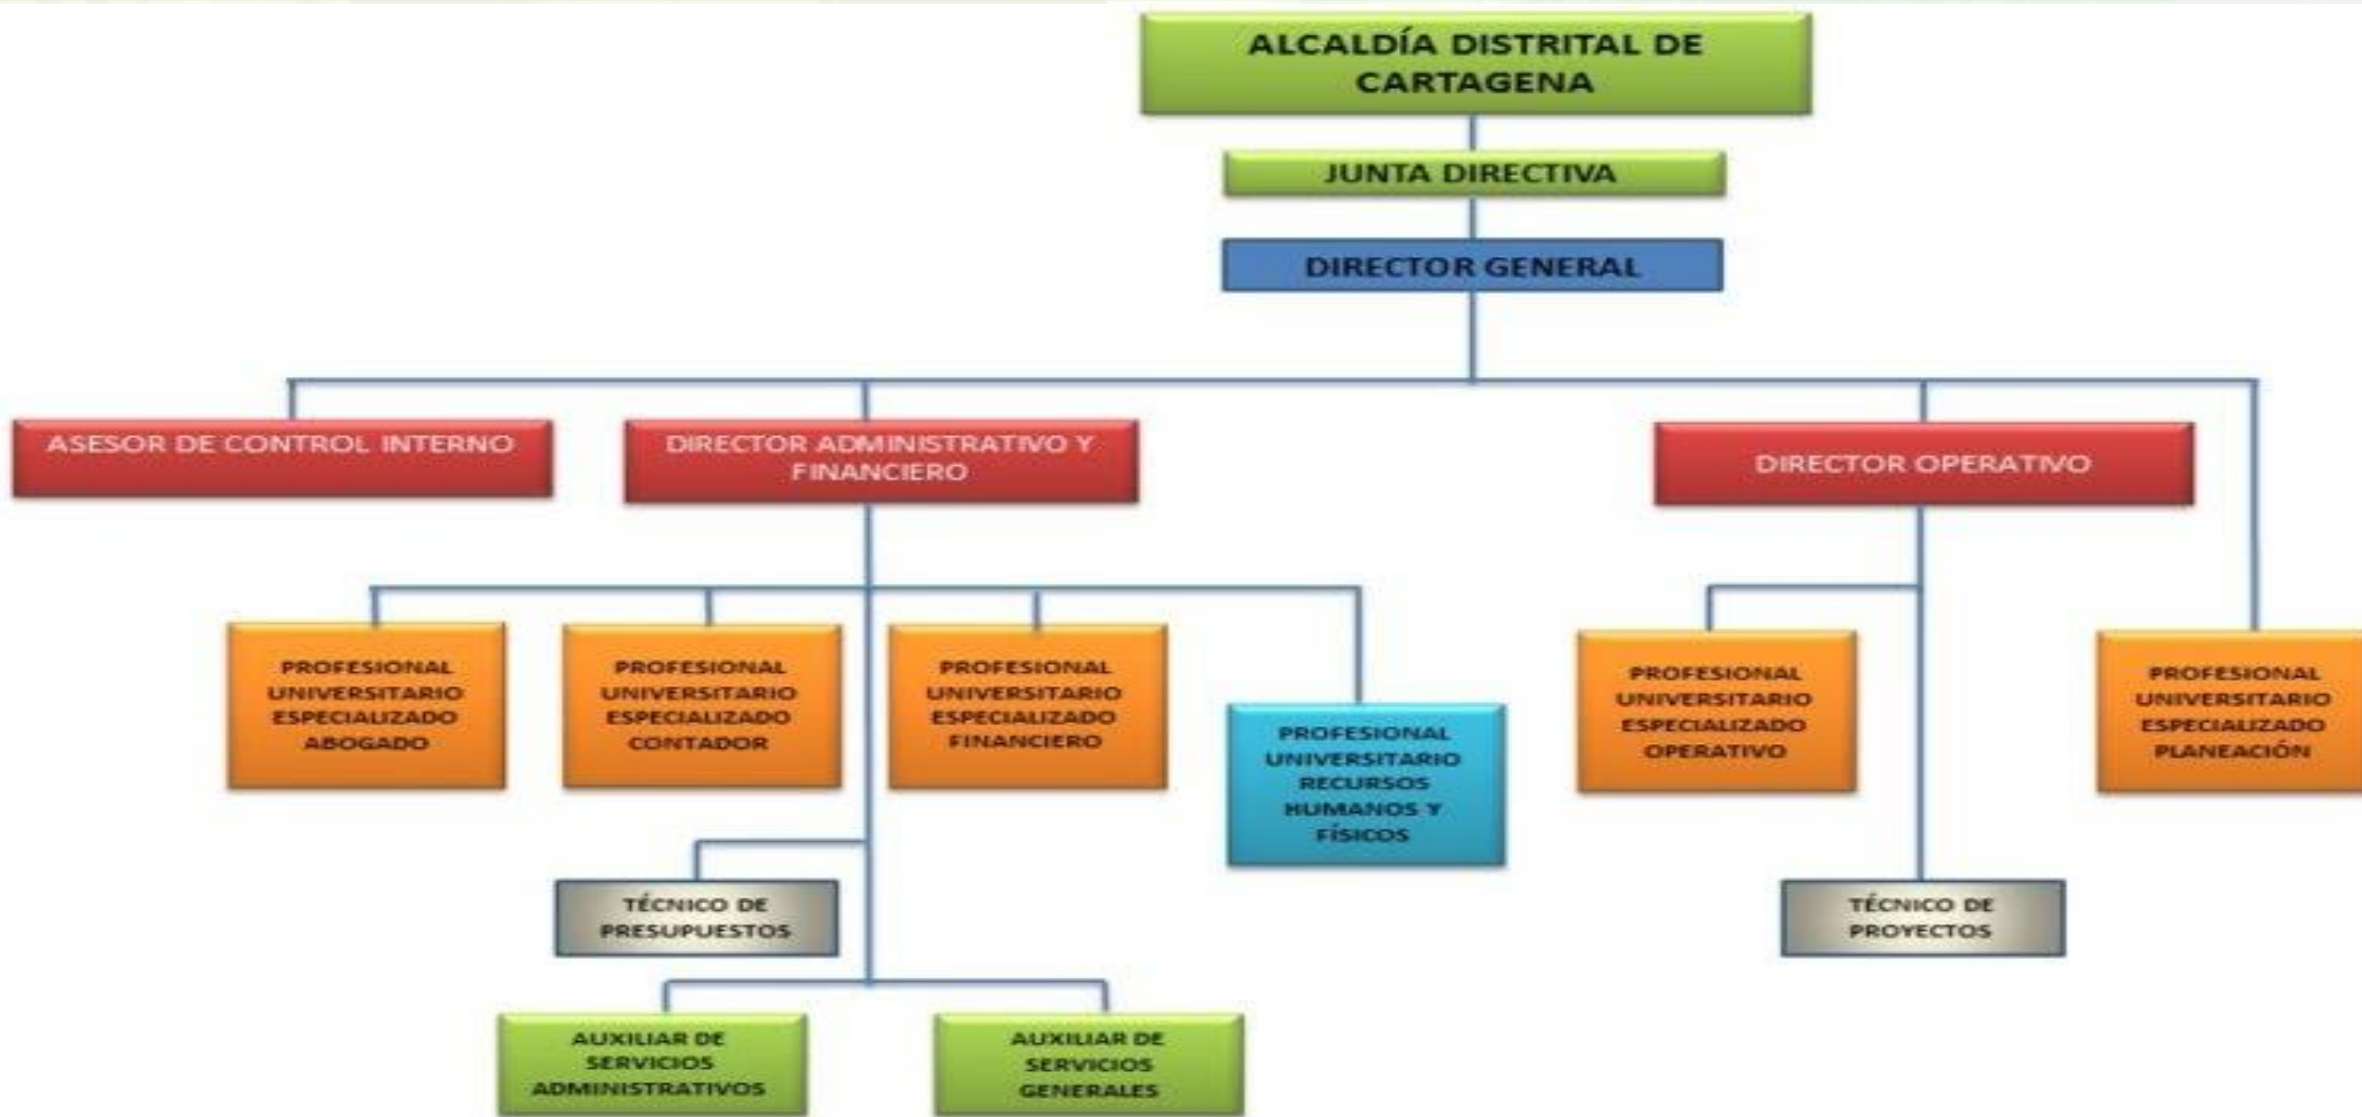 ALCALDÍA DISTRITAL DE
CARTAGENA
JUNTA DIRECTIVA
DIRECTOR GENERAL
ASESOR DE CONTROL INTERNO
DIRECTOR ADMINISTRATIVO Y
FINANCIERO
DIRECTOR OPERATIVO
PROFESIONAL
UNIVERSITARIO
ESPECIALIZADO
ABOGADO
PROFESIONAL
UNIVERSITARIO
ESPECIALIZADO
CONTADOR
PROFESIONAL
UNIVERSITARIO
ESPECIALIZADO
FINANCIERO
PROFESIONAL
UNIVERSITARIO
RECURSOS
HUMANOS Y
FÍSICOS
PROFESIONAL
UNIVERSITARIO
ESPECIALIZADO
OPERATIVO
PROFESIONAL
UNIVERSITARIO
ESPECIALIZADO
PLANEACIÓN
TÉCNICO DE
PRESUPUESTOS
TÉCNICO DE
PROYECTOS
AUXILIAR DE
SERVICIOS
ADMINISTRATIVOS
AUXILIAR DE
SERVICIOS
GENERALES